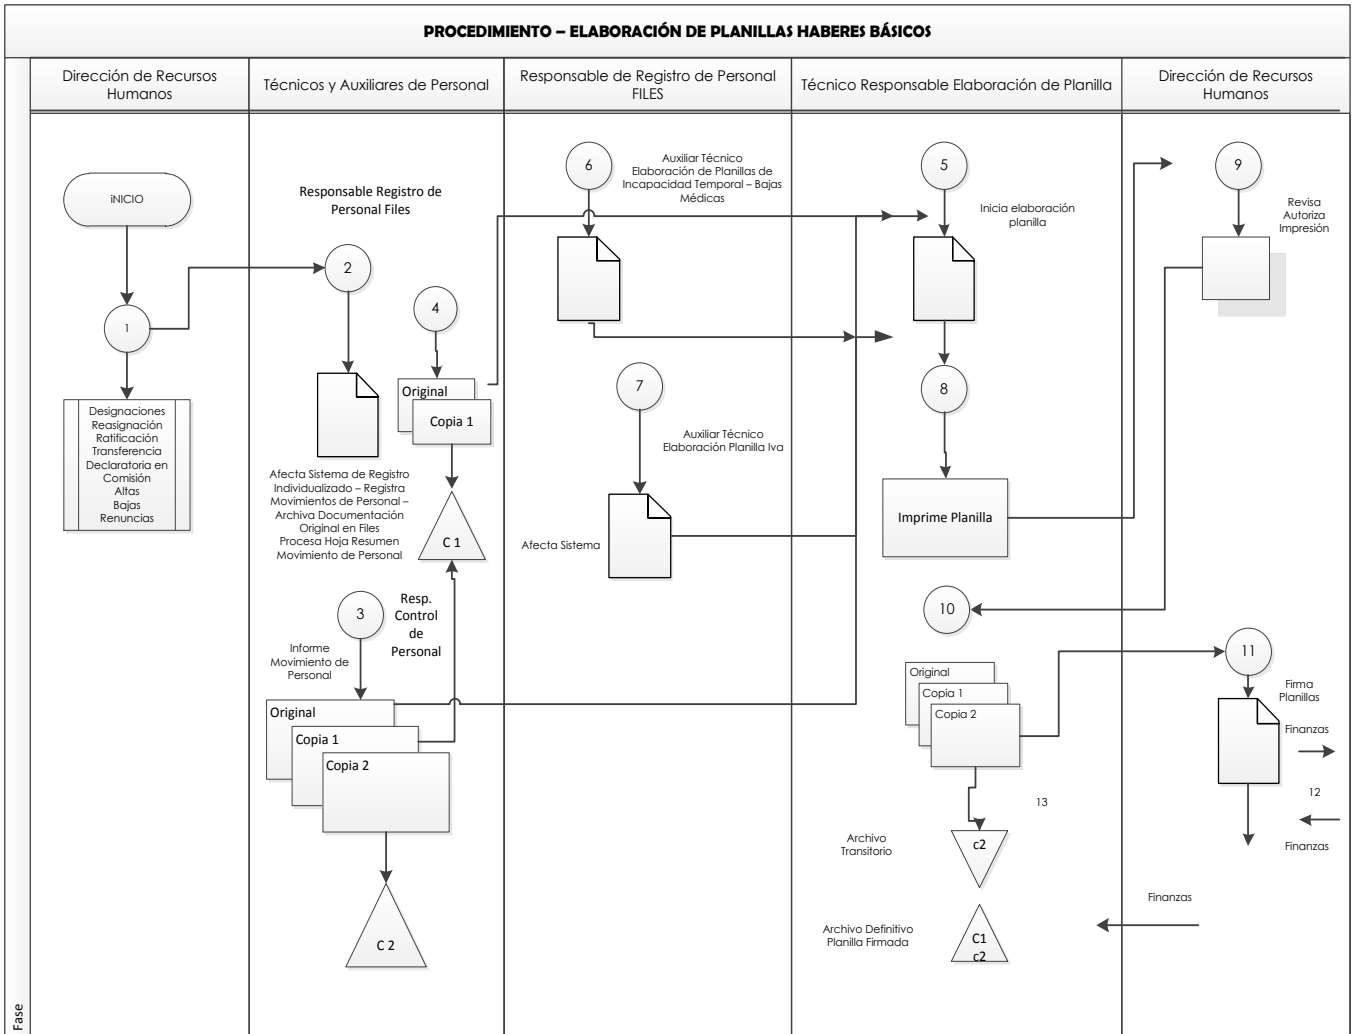 PROCEDIMIENTO – ELABORACIÓN DE PLANILLAS HABERES BÁSICOS
Fase
Dirección de Recursos
Humanos
Técnicos y Auxiliares de Personal
Responsable de Registro de Personal
FILES
Técnico Responsable Elaboración de Planilla
Dirección de Recursos
Humanos
iNICIO
1
Designaciones
Reasignación
Ratificación
Transferencia
Declaratoria en
Comisión
Altas
Bajas
Renuncias
Responsable Registro de
Personal Files
2
4
Original
Copia 1
C 1
Afecta Sistema de Registro
Individualizado – Registra
Movimientos de Personal –
Archiva Documentación
Original en Files
Procesa Hoja Resumen
Movimiento de Personal
3
Resp.
Control
de
Personal
Informe
Movimiento de
Personal
Original
Copia 1
Copia 2
C 2
6
Auxiliar Técnico
Elaboración de Planillas de
Incapacidad Temporal – Bajas
Médicas
7
Auxiliar Técnico
Elaboración Planilla Iva
Afecta Sistema
5
Inicia elaboración
planilla
8
Imprime Planilla
10
Original
Copia 1
Copia 2
13
Archivo
Transitorio
c2
Archivo Definitivo
Planilla Firmada
C1
c2
9
Revisa
Autoriza
Impresión
11
Firma
Planillas
Finanzas
12
Finanzas
Finanzas